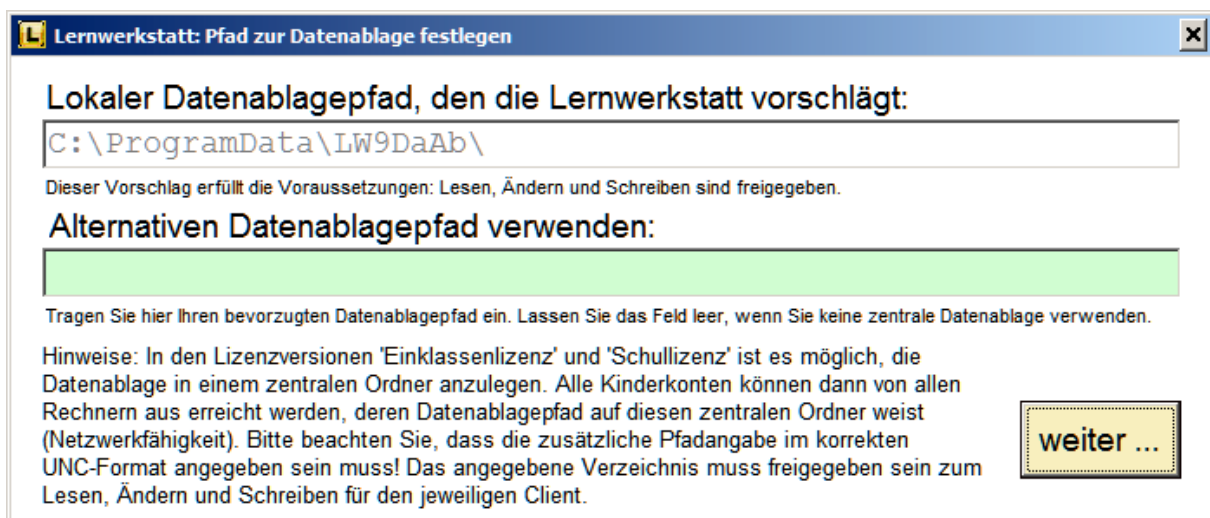 Lernwerkstatt: Pfad zur Datenablage festlegen
Lokaler Datenablagepfad, den die Lernwerkstatt vorschlägt:
C:\ProgramData\LW9DaAb\
Dieser Vorschlag erfüllt die Voraussetzungen: Lesen, Ändern und Schreiben sind freigegeben.
Alternativen Datenablagepfad verwenden:
Tragen Sie hier Ihren bevorzugten Datenablagepfad ein. Lassen Sie das Feld leer, wenn Sie keine zentrale Datenablage verwenden.
Hinweise: In den Lizenzversionen 'Einklassenlizenz' und 'Schullizenz' ist es möglich, die
Datenablage in einem zentralen Ordner anzulegen. Alle Kinderkonten können dann von allen
Rechnern aus erreicht werden, deren Datenablagepfad auf diesen zentralen Ordner weist
(Netzwerkfähigkeit). Bitte beachten Sie, dass die zusätzliche Pfadangabe im korrekten
UNC-Format angegeben sein muss! Das angegebene Verzeichnis muss freigegeben sein zum
Lesen, Ändern und Schreiben für den jeweiligen Client.
weiter ...